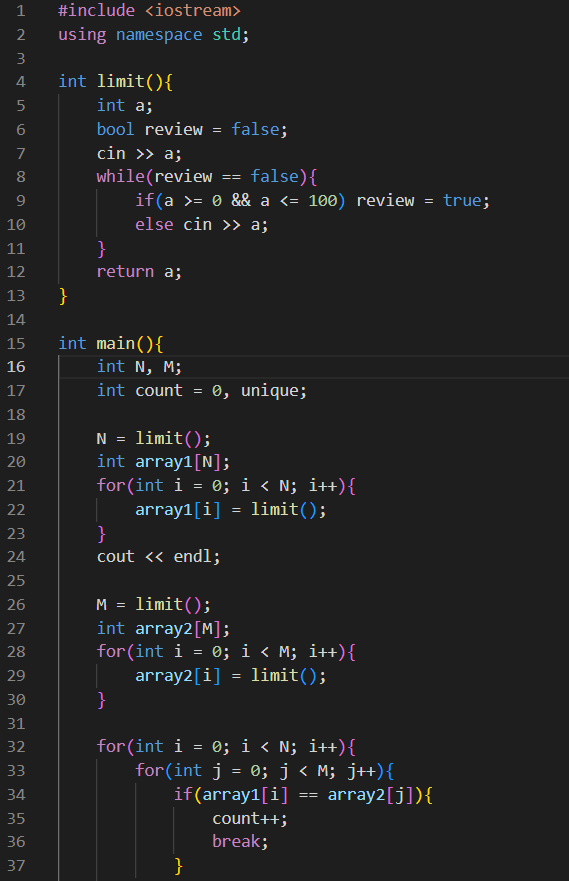 1 #include <iostream>
2 using namespace std;
3
4 int limit(){
5     int a;
6     bool review = false;
7     cin >> a;
8     while(review == false){
9         if(a >= 0 && a <= 100) review = true;
10         else cin >> a;
11     }
12     return a;
13 }
14
15 int main(){
16     int N, M;
17     int count = 0, unique;
18
19     N = limit();
20     int array1[N];
21     for(int i = 0; i < N; i++){
22         array1[i] = limit();
23     }
24     cout << endl;
25
26     M = limit();
27     int array2[M];
28     for(int i = 0; i < M; i++){
29         array2[i] = limit();
30     }
31
32     for(int i = 0; i < N; i++){
33         for(int j = 0; j < M; j++){
34             if(array1[i] == array2[j]){
35                 count++;
36                 break;
37             }